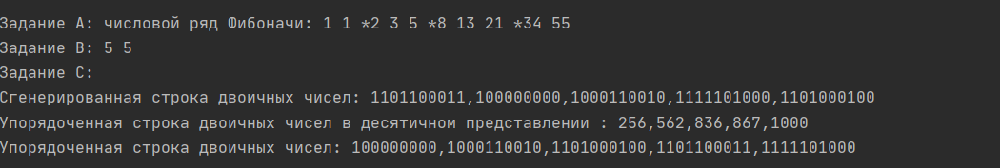 Задание A: числовой ряд Фибоначи: 1 1 *2 3 5 *8 13 21 *34 55
Задание B: 5 5
Задание C:
Сгенерированная строка двоичных чисел: 1101100011,100000000,1000110010,1111101000,1101000100
Упорядоченная строка двоичных чисел в десятичном представлении : 256,562,836,867,1000
Упорядоченная строка двоичных чисел: 100000000,1000110010,1101000100,1101100011,1111101000